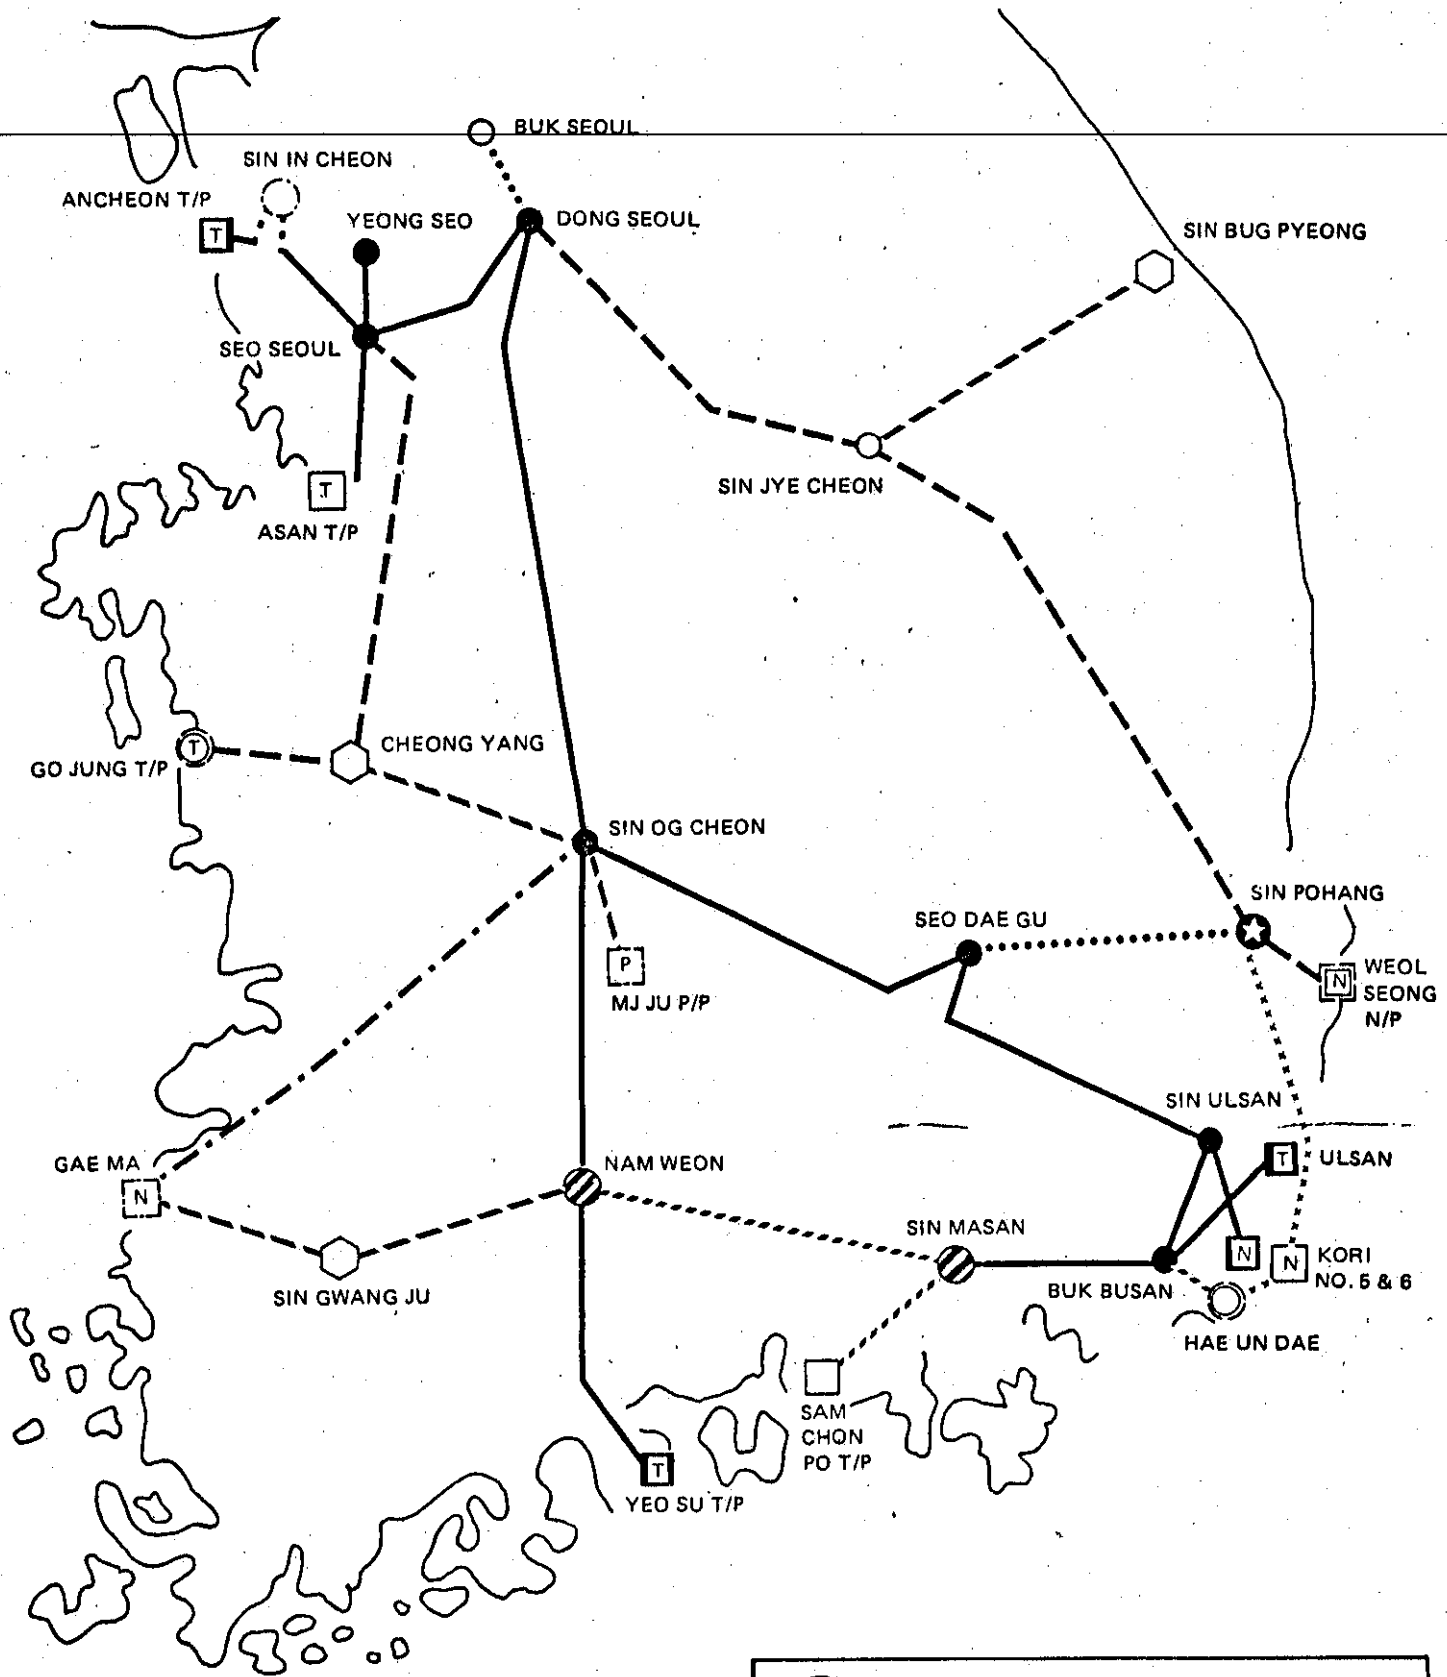 BUK SEOUL
SIN IN CHEON
ANCHEON T/P
T
YEONG SEO
DONG SEOUL
SIN BUG PYEONG
SEO SEOUL
SIN JYE CHEON
T
ASAN T/P
CHEONG YANG
T
GO JUNG T/P
SIN OG CHEON
SIN POHANG
SEO DAE GU
P
MJ JU P/P
N
WEOL
SEONG
N/P
SIN ULSAN
GAE MA
N
NAM WEON
T
ULSAN
SIN MASAN
N
N
KORI
NO. 5 & 6
BUK BUSAN
SIN GWANG JU
HAE UN DAE
SAM
CHON
PO T/P
T
YEO SU T/P